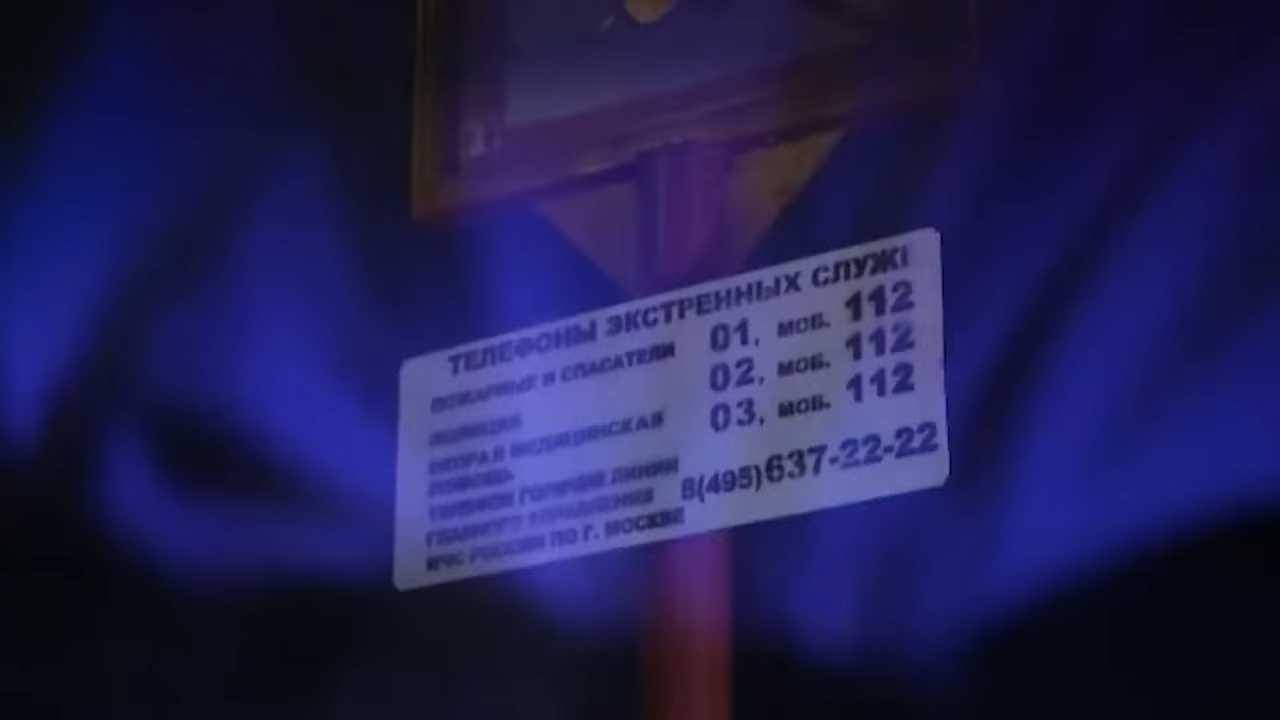 ТЕЛЕФОНЫ ЭКСТРЕННЫХ СЛУЖБ
ПОЖАРНЫЕ И СПАСАТЕЛИ 01, МОБ. 112
ПОЛИЦИЯ 02, МОБ. 112
СКОРАЯ МЕДИЦИНСКАЯ 03, МОБ. 112
ПОМОЩЬ
ТЕЛЕФОН ГОРЯЧЕЙ ЛИНИИ
ГЛАВНОГО УПРАВЛЕНИЯ 8(495)637-22-22
МЧС РОССИИ ПО Г. МОСКВЕ